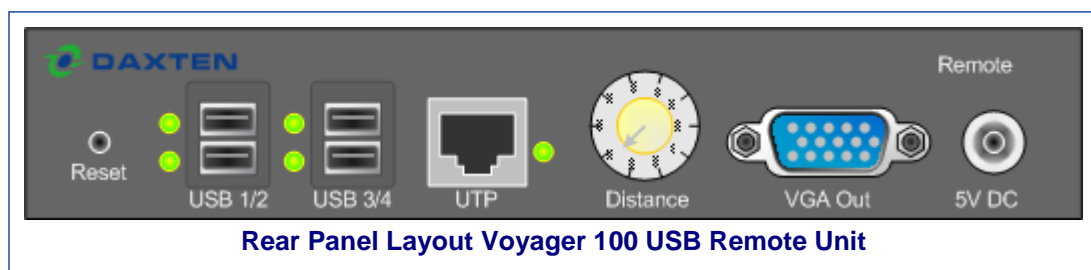 DAXTEN
Remote
Reset
USB 1/2
USB 3/4
UTP
Distance
VGA Out
5V DC
Rear Panel Layout Voyager 100 USB Remote Unit